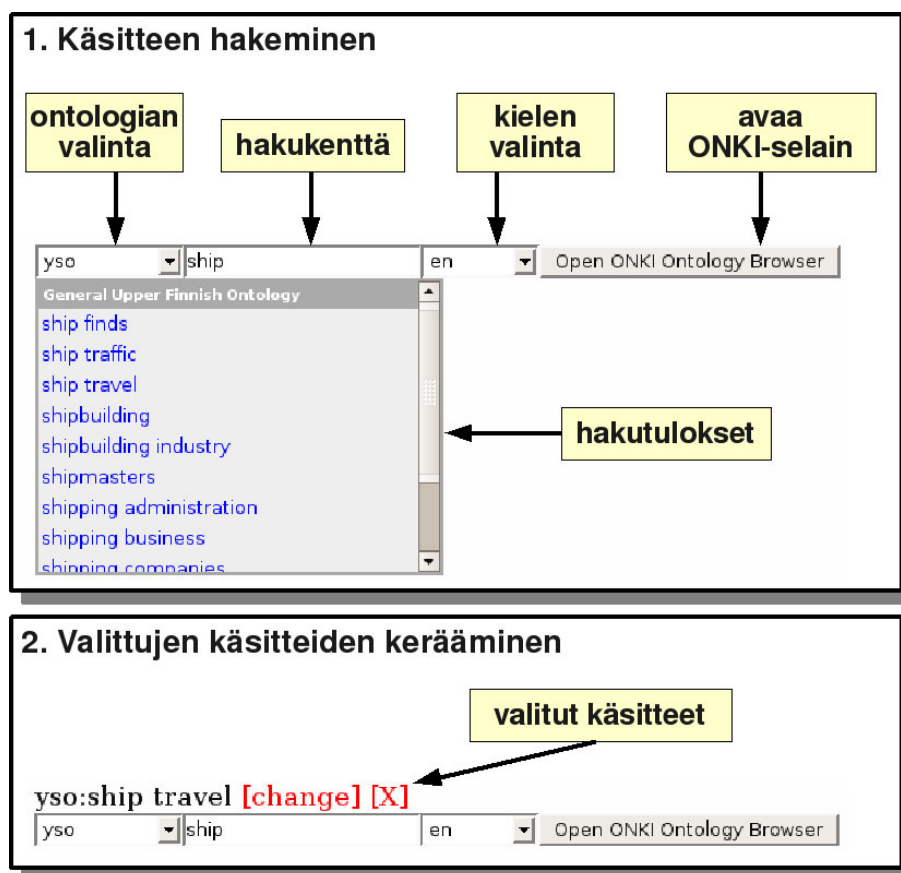 1. Käsitteen hakeminen
ontologian
valinta
hakukenttä
kielen
valinta
avaa
ONKI-selain
yso
ship
en
Open ONKI Ontology Browser
General Upper Finnish Ontology
ship finds
ship traffic
ship travel
shipbuilding
shipbuilding industry
shipmasters
shipping administration
shipping business
shipping companies
hakutulokset
2. Valittujen käsitteiden kerääminen
valitut käsitteet
yso:ship travel [change] [X]
yso
ship
en
Open ONKI Ontology Browser